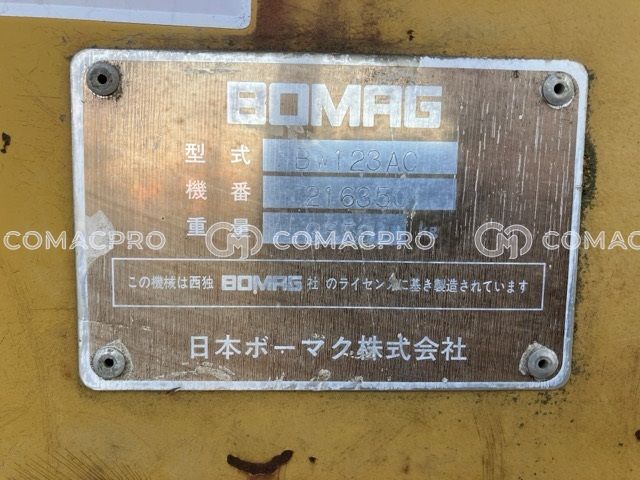 BOMAG
型式 BW123AC
機番 216350
重量
COMACPRO COMACPRO COMACPRO
この機械は西独 BOMAG 社 のライセンスに基き製造されています
日本ボーマク株式会社